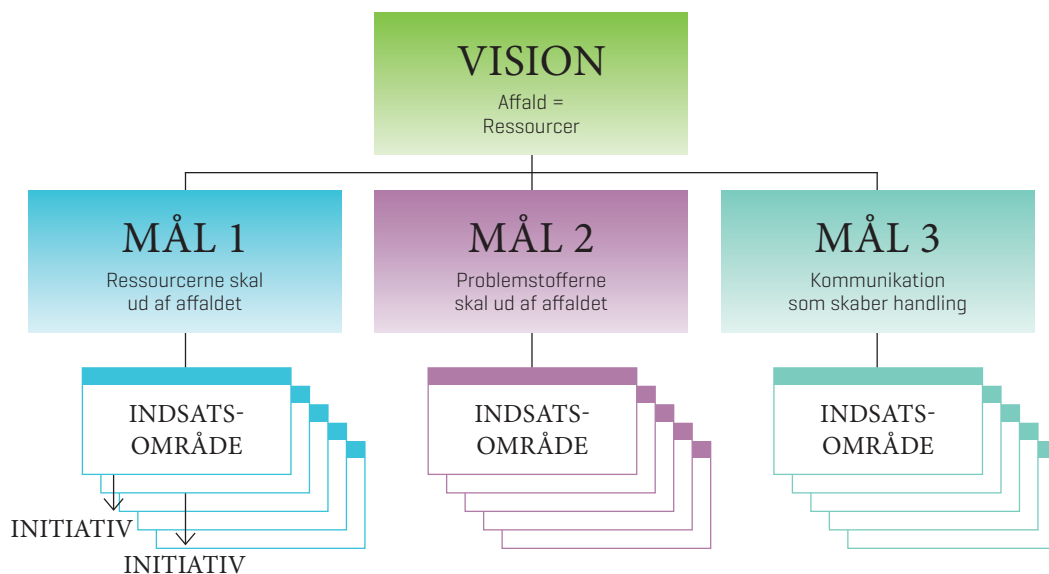 VISION
Affald =
Ressourcer
MÅL 1
Ressourcerne skal
ud af affaldet
MÅL 2
Problemstofferne
skal ud af affaldet
MÅL 3
Kommunikation
som skaber handling
INDSATS-
OMRÅDE
INDSATS-
OMRÅDE
INDSATS-
OMRÅDE
INITIATIV
INITIATIV